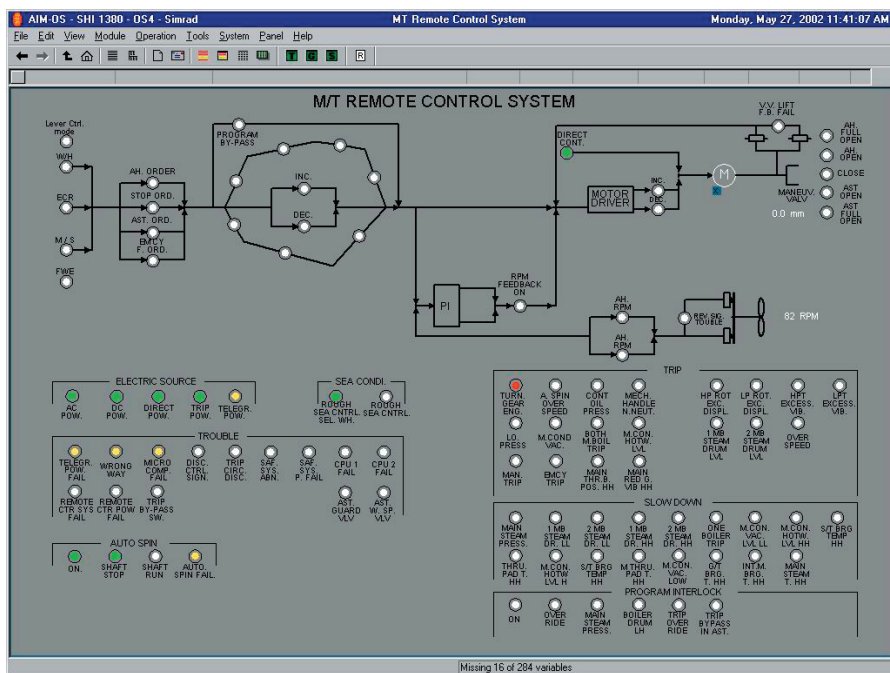 AIM-OS - SHI 1380 - OS4 - Simrad
MT Remote Control System
Monday, May 27, 2002 11:41:07 AM
File Edit View Module Operation Tools System Panel Help
T G S R
M/T REMOTE CONTROL SYSTEM
Lever Ctrl.
mode
W/H
ECR
M/S
FWE
AH. ORDER
STOP ORD.
AST. ORD.
EMCY
F. ORD.
PROGRAM
BY-PASS
INC.
DEC.
DIRECT
CONT.
MOTOR
DRIVER
INC.
DEC.
M
V.V. LIFT
F.B. FAIL
MANEUV.
VALV
0.0 mm
AH.
FULL
OPEN
AH.
OPEN
CLOSE
AST
OPEN
AST
FULL
OPEN
PI
RPM
FEEDBACK
ON
AH.
RPM
AH.
RPM
REV.SIG.
TOUBLE
82 RPM
ELECTRIC SOURCE
AC
POW.
DC
POW.
DIRECT
POW.
TRIP
POW.
TELEGR.
POW.
SEA CONDI.
ROUGH
SEA CNTRL.
SEL. WH.
ROUGH
SEA CNTRL.
TROUBLE
TELEGR.
POW.
FAIL
WRONG
WAY
MICRO
COMP.
FAIL
DISC.
CTRL
SIGN.
TRIP
CIRC.
DISC.
SAF.
SYS.
ABN.
SAF.
SYS
P. FAIL
CPU 1
FAIL
CPU 2
FAIL
REMOTE
CTR SYS
FAIL
REMOTE
CTR POW
FAIL
TRIP
BY-PASS
SW.
AST.
GUARD
VLV
AST.
W. SP.
VLV
AUTO SPIN
ON.
SHAFT
STOP
SHAFT
RUN
AUTO.
SPIN FAIL.
TRIP
TURN.
GEAR
ENG.
A. SPIN
OVER
SPEED
CONT
OIL
PRESS
MECH.
HANDLE
N.NEUT.
HP ROT
EXC.
DISPL.
LP ROT.
EXC.
DISPL.
HPT
EXCESS.
VIB.
LPT
EXCESS.
VIB.
LO.
PRESS
M.COND
VAC.
BOTH
M.BOIL
TRIP
M.CON.
HOTW.
LVL
1 MB
STEAM
DRUM
LVL
2 MB
STEAM
DRUM
LVL
OVER
SPEED
MAN.
TRIP
EMCY
TRIP
MAIN
THR.B.
POS. HH
MAIN
RED G.
VIB HH
SLOW DOWN
MAIN
STEAM
PRESS.
1 MB
STEAM
DR. LL
2 MB
STEAM
DR. LL
1 MB
STEAM
DR. HH
2 MB
STEAM
DR. HH
ONE
BOILER
TRIP
M.CON.
VAC.
LVL LL
M.CON.
HOTW.
LVL HH
S/T BRG
TEMP
HH
THRU.
PAD T.
HH
M.CON.
HOTW
LVL H
S/T BRG
TEMP
HH
M THRU.
PAD T.
HH
M.CON.
VAC.
LOW
G/T
BRG.
T. HH
INT.M.
BRG.
T. HH
MAIN
STEAM
T. HH
PROGRAM INTERLOCK
ON
OVER
RIDE
MAIN
STEAM
PRESS.
BOILER
DRUM
LH
TRIP
OVER
RIDE
TRIP
BYPASS
IN AST.
Missing 16 of 284 variables